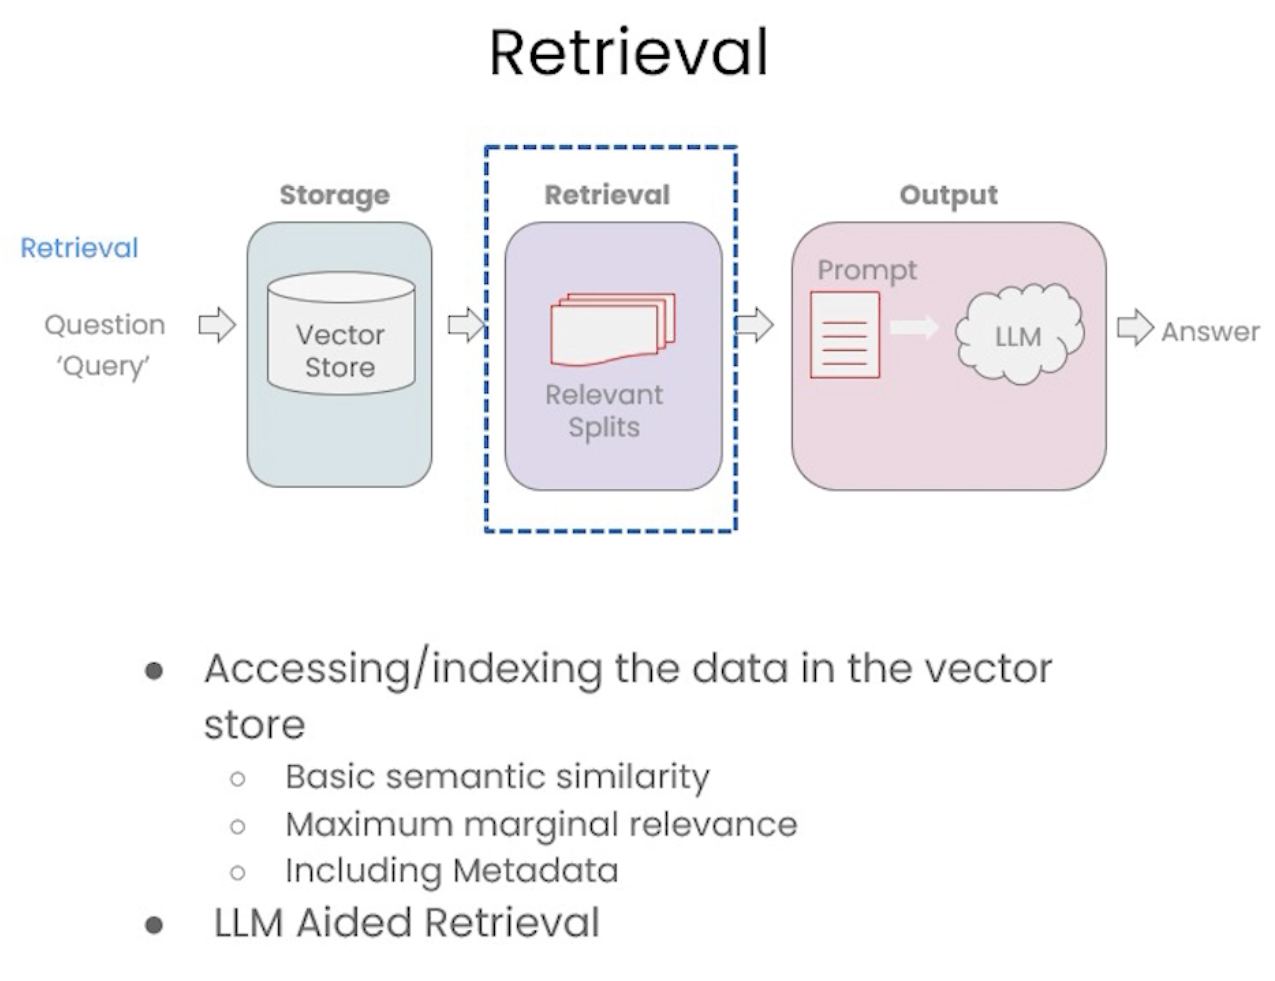 Retrieval
Storage
Retrieval
Output
Retrieval
Question
‘Query’
Vector
Store
Relevant
Splits
Prompt
LLM
Answer
● Accessing/indexing the data in the vector
store
○ Basic semantic similarity
○ Maximum marginal relevance
○ Including Metadata
● LLM Aided Retrieval